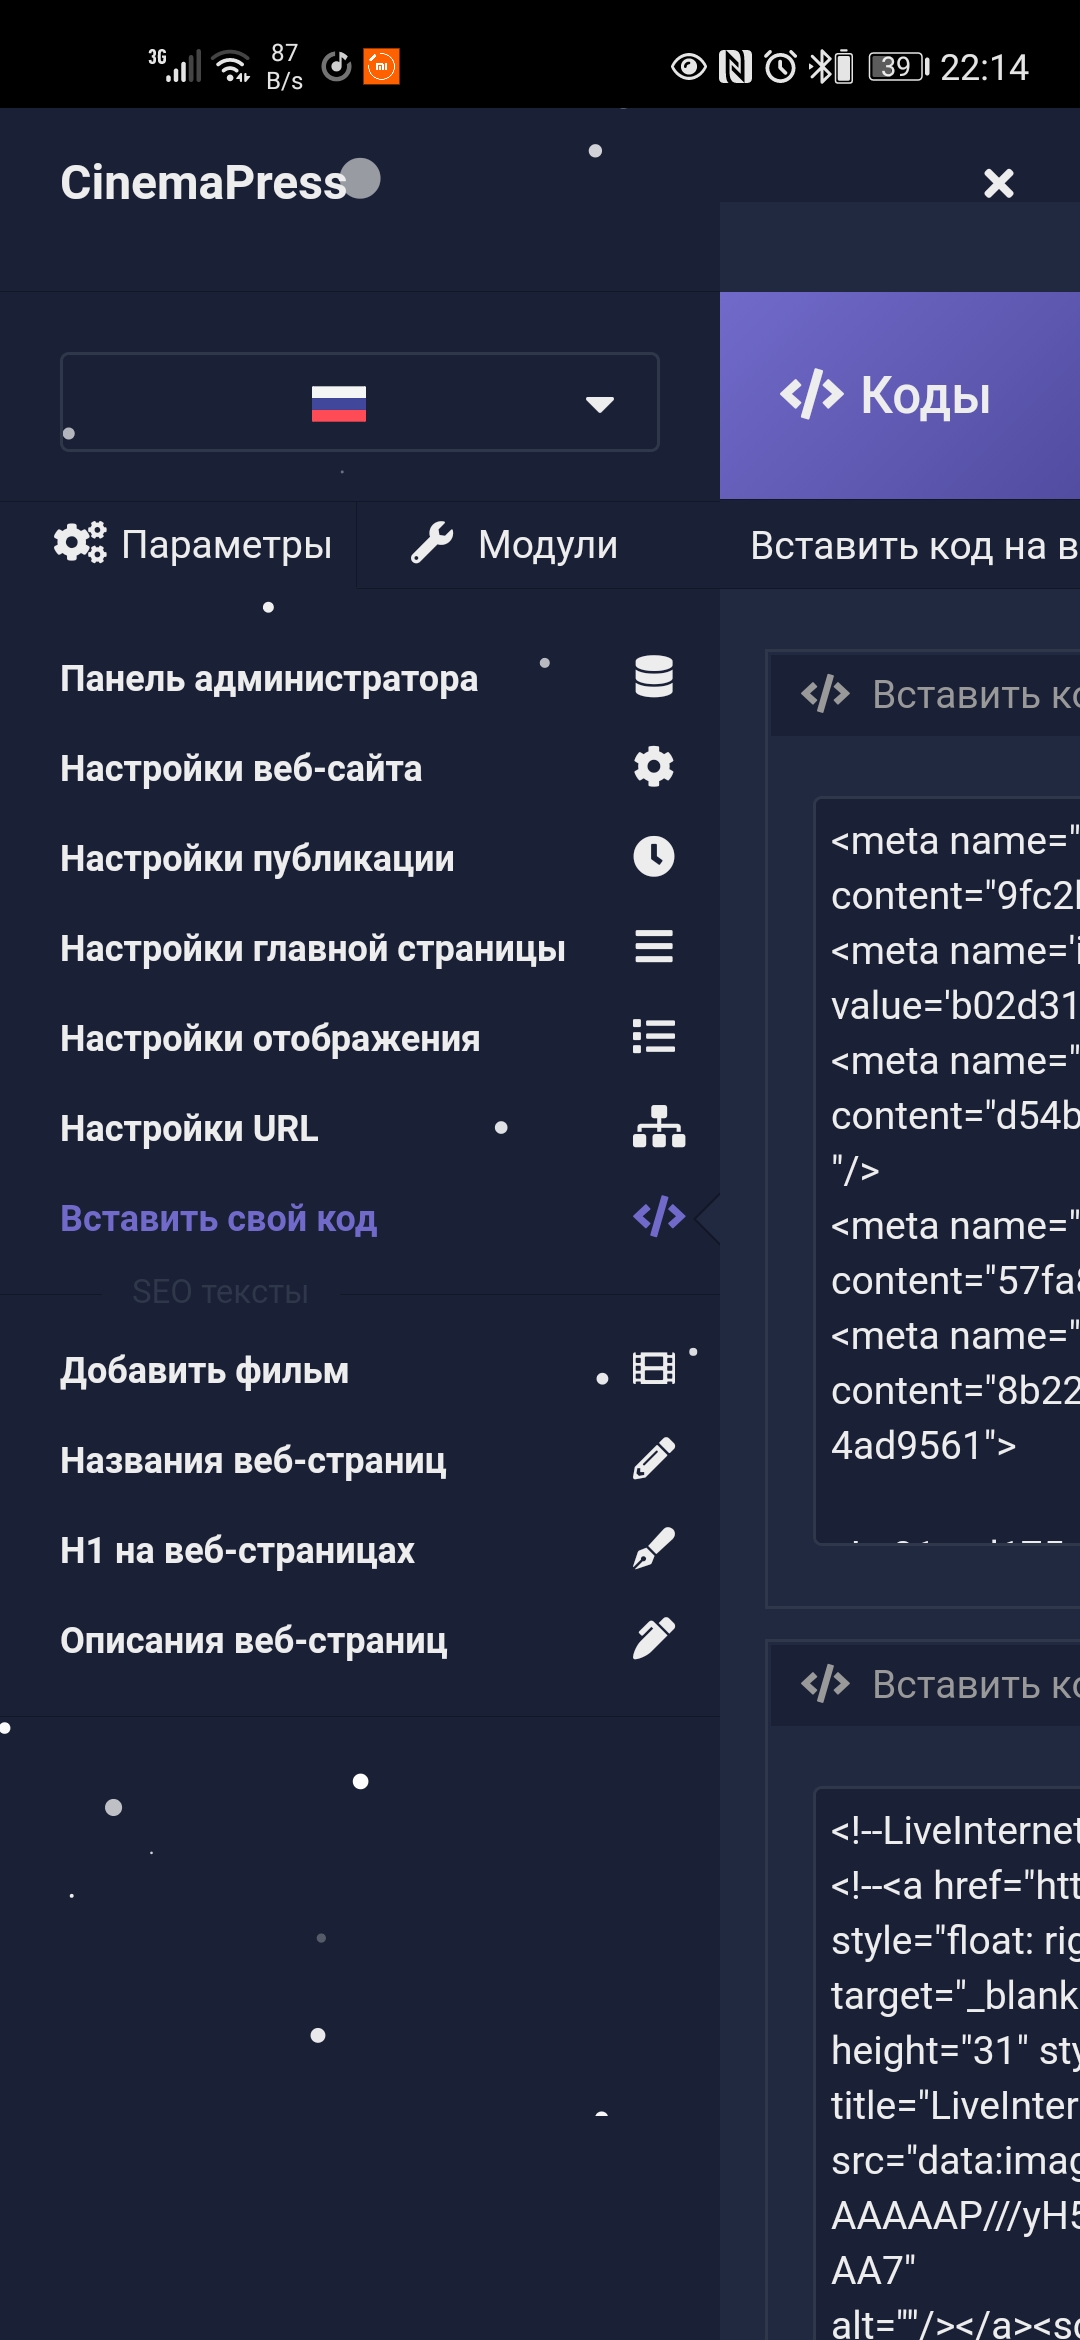 3G 87 B/s 39 22:14
CinemaPress
Коды
Параметры
Модули
Вставить код на в
Панель администратора
Настройки веб-сайта
Настройки публикации
Настройки главной страницы
Настройки отображения
Настройки URL
Вставить свой код
SEO тексты
Добавить фильм
Названия веб-страниц
H1 на веб-страницах
Описания веб-страниц
Вставить ко
<meta name="
content="9fc2
<meta name='i
value='b02d31
<meta name="
content="d54b
"/>
<meta name="
content="57fa
<meta name="
content="8b22
4ad9561">
Вставить ко
<!--LiveInternet
<!--<a href="htt
style="float: rig
target="_blank
height="31" sty
title="LiveInter
src="data:imag
AAAAAP///yH5
AA7"
alt=""/></a><sc